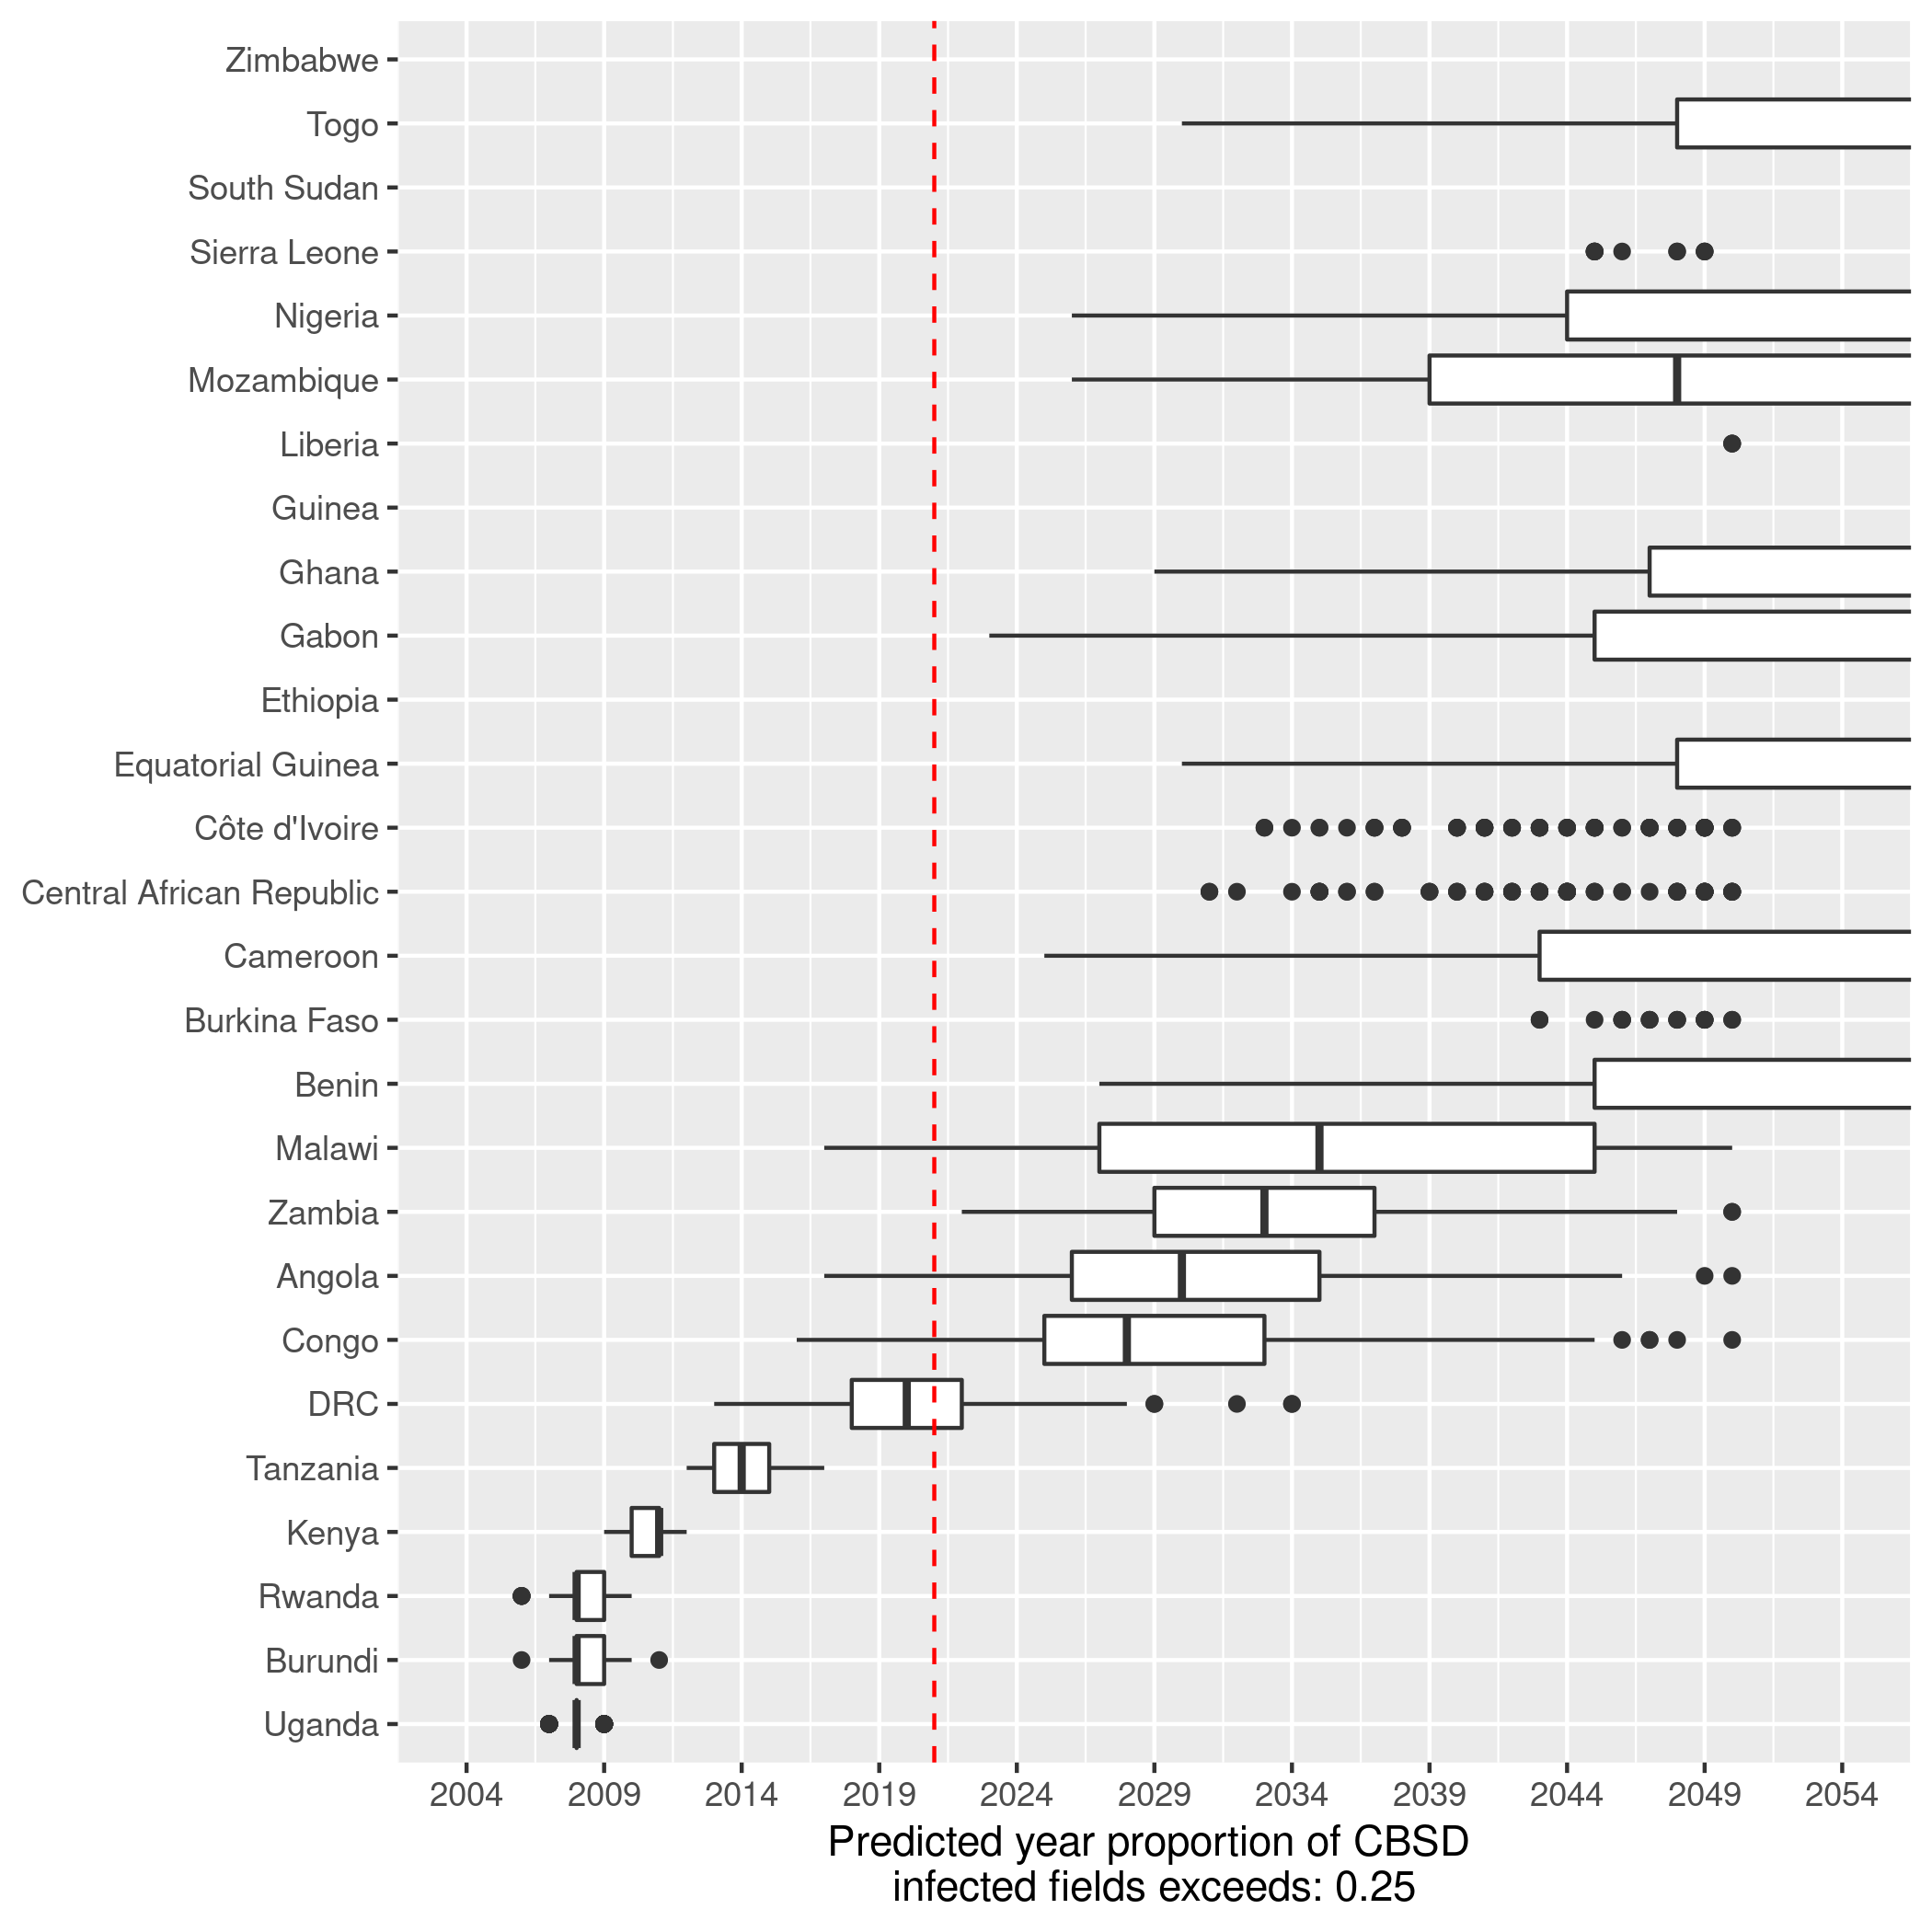 Zimbabwe
Togo
South Sudan
Sierra Leone
Nigeria
Mozambique
Liberia
Guinea
Ghana
Gabon
Ethiopia
Equatorial Guinea
Côte d'Ivoire
Central African Republic
Cameroon
Burkina Faso
Benin
Malawi
Zambia
Angola
Congo
DRC
Tanzania
Kenya
Rwanda
Burundi
Uganda
2004 2009 2014 2019 2024 2029 2034 2039 2044 2049 2054
Predicted year proportion of CBSD
infected fields exceeds: 0.25